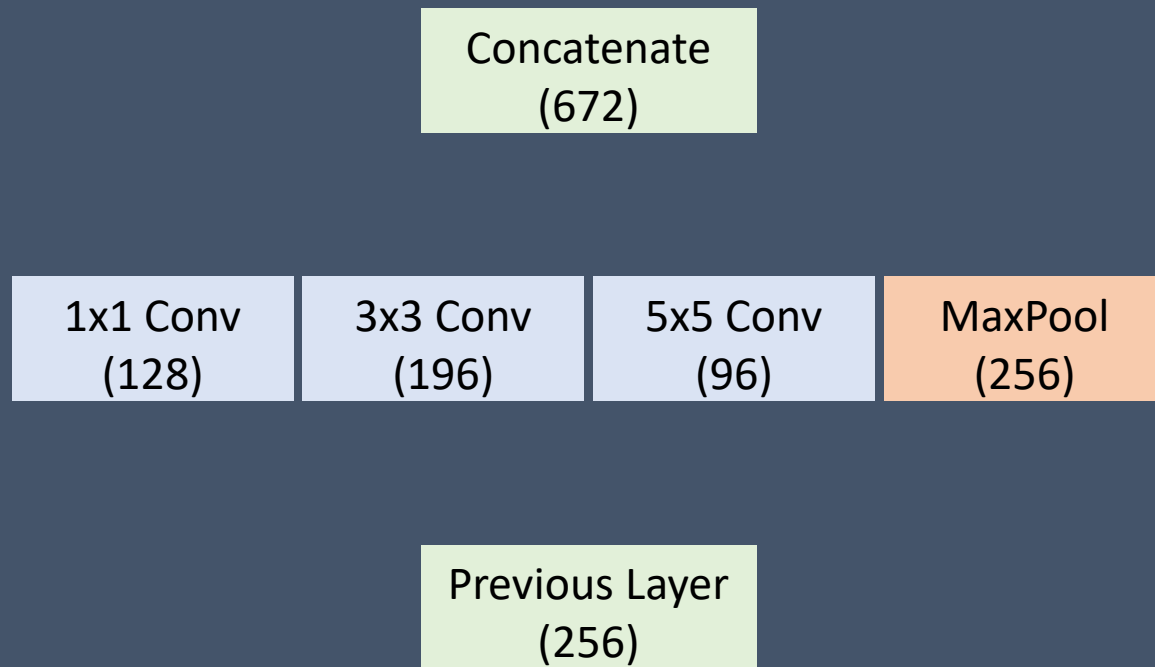 Concatenate
(672)
1x1 Conv
(128)
3x3 Conv
(196)
5x5 Conv
(96)
MaxPool
(256)
Previous Layer
(256)